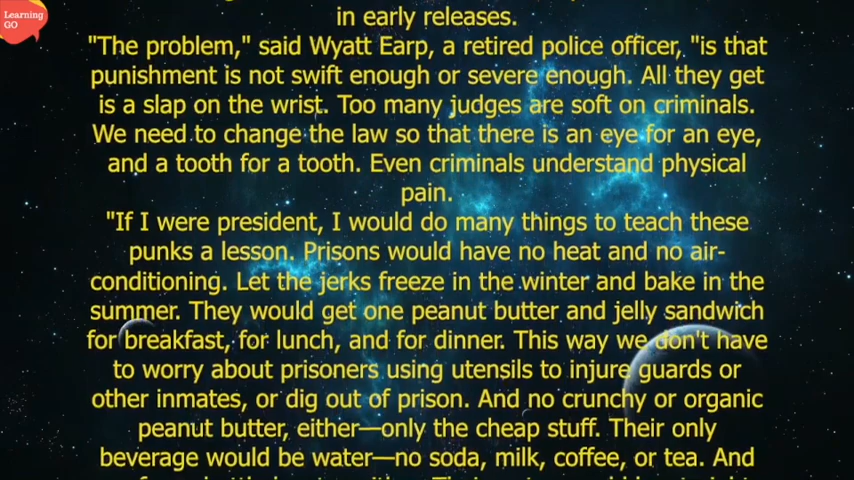 Learning
GO
in early releases.
"The problem," said Wyatt Earp, a retired police officer, "is that
punishment is not swift enough or severe enough. All they get
is a slap on the wrist. Too many judges are soft on criminals.
We need to change the law so that there is an eye for an eye,
and a tooth for a tooth. Even criminals understand physical
pain.
"If I were president, I would do many things to teach these
punks a lesson. Prisons would have no heat and no air-
conditioning. Let the jerks freeze in the winter and bake in the
summer. They would get one peanut butter and jelly sandwich
for breakfast, for lunch, and for dinner. This way we don't have
to worry about prisoners using utensils to injure guards or
other inmates, or dig out of prison. And no crunchy or organic
peanut butter, either—only the cheap stuff. Their only
beverage would be water—no soda, milk, coffee, or tea. And